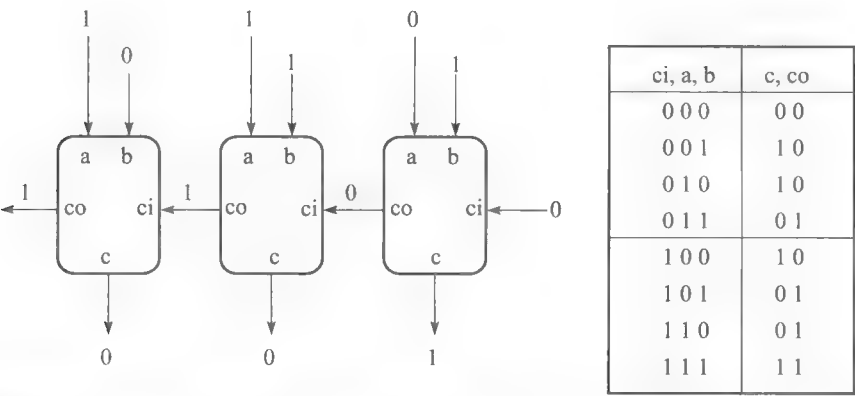 1 1 0
0 1 1
a b a b a b
1 co ci 1 co ci 0 co ci 0
c c c
0 0 1
ci, a, b c, co
0 0 0 0 0
0 0 1 1 0
0 1 0 1 0
0 1 1 0 1
1 0 0 1 0
1 0 1 0 1
1 1 0 0 1
1 1 1 1 1